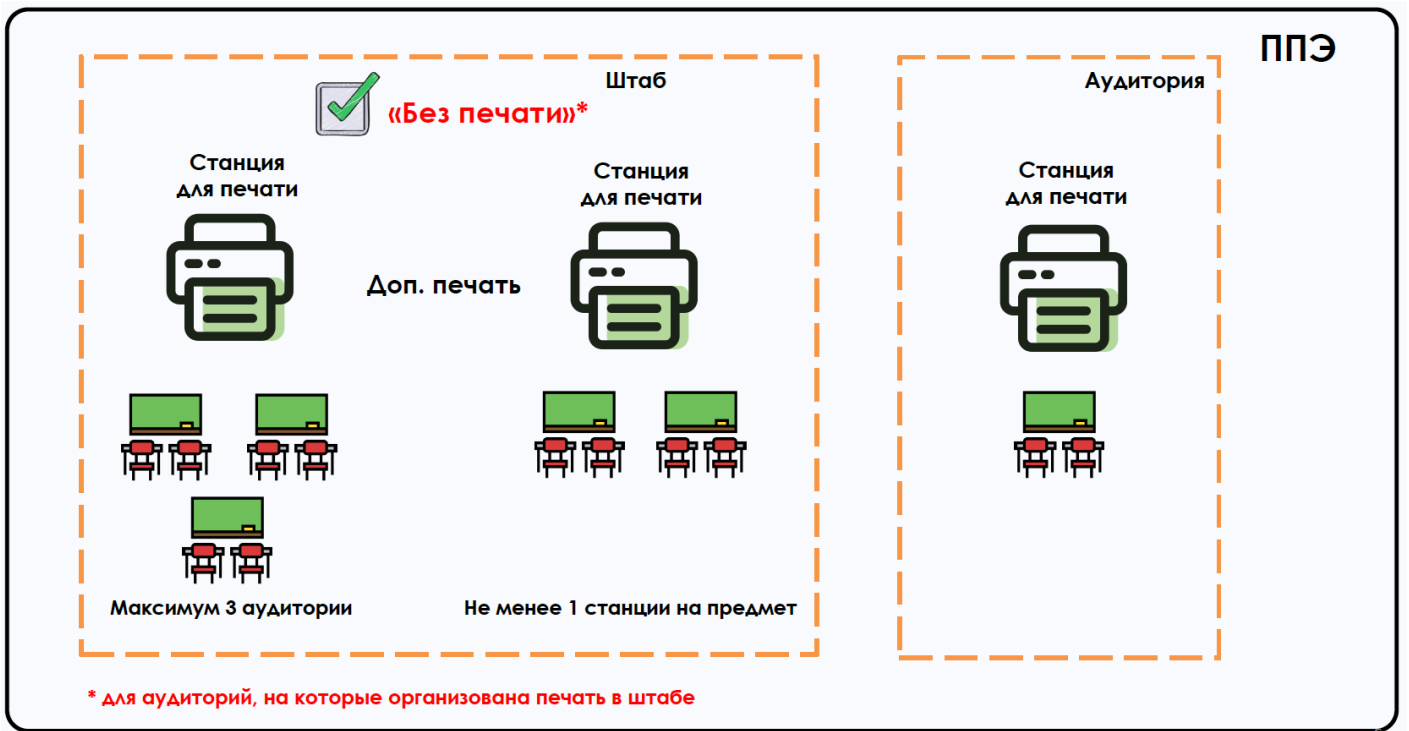 ППЭ
Штаб
Аудитория
«Без печати»*
Станция
для печати
Станция
для печати
Станция
для печати
Доп. печать
Максимум 3 аудитории
Не менее 1 станции на предмет
* для аудиторий, на которые организована печать в штабе